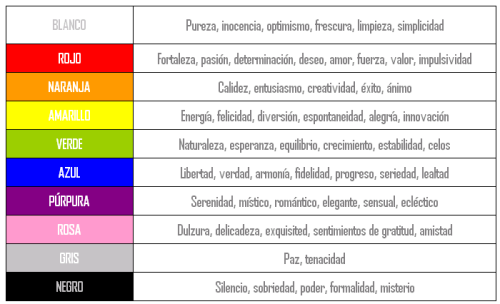 BLANCO Pureza, inocencia, optimismo, frescura, limpieza, simplicidad
ROJO Fortaleza, pasión, determinación, deseo, amor, fuerza, valor, impulsividad
NARANJA Calidez, entusiasmo, creatividad, éxito, ánimo
AMARILLO Energía, felicidad, diversión, espontaneidad, alegría, innovación
VERDE Naturaleza, esperanza, equilibrio, crecimiento, estabilidad, celos
AZUL Libertad, verdad, armonía, fidelidad, progreso, seriedad, lealtad
PÚRPURA Serenidad, místico, romántico, elegante, sensual, ecléctico
ROSA Dulzura, delicadeza, exquisited, sentimientos de gratitud, amistad
GRIS Paz, tenacidad
NEGRO Silencio, sobriedad, poder, formalidad, misterio